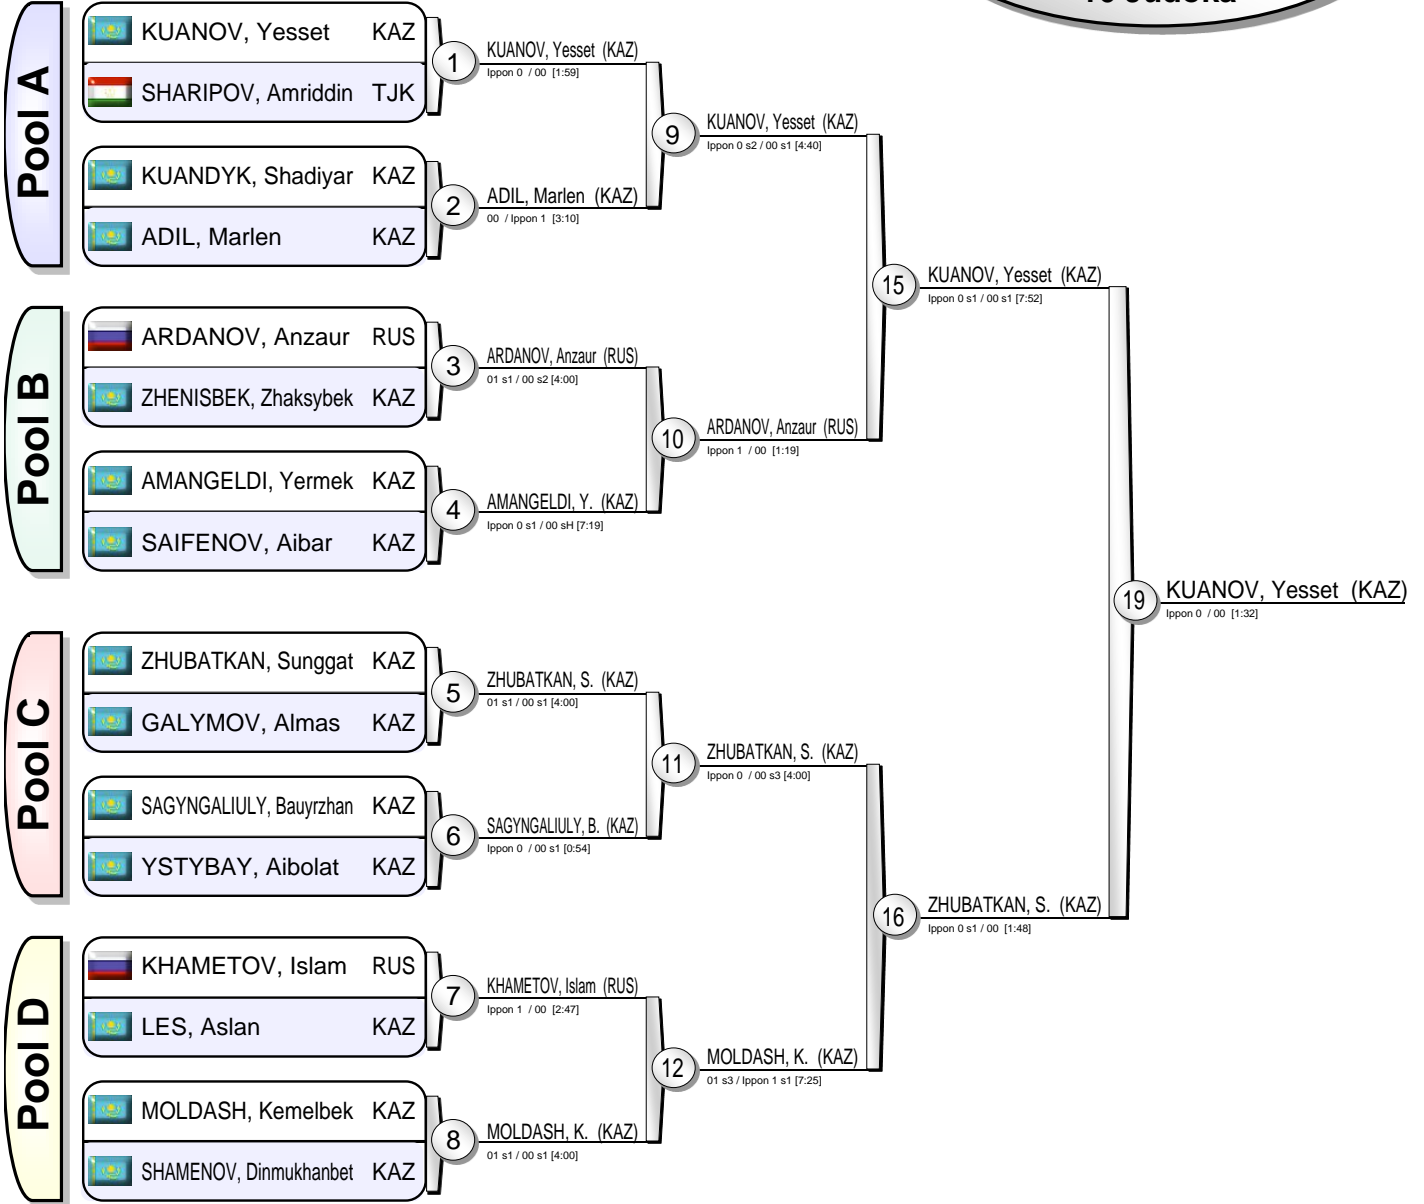 16 Judoka
Pool A
KUANOV, Yesset KAZ
SHARIPOV, Amriddin TJK
KUANDYK, Shadiyar KAZ
ADIL, Marlen KAZ
1
KUANOV, Yesset (KAZ)
Ippon 0 / 00 [1:59]
2
ADIL, Marlen (KAZ)
00 / Ippon 1 [3:10]
9
KUANOV, Yesset (KAZ)
Ippon 0 s2 / 00 s1 [4:40]
Pool B
ARDANOV, Anzaur RUS
ZHENISBEK, Zhaksybek KAZ
AMANGELDI, Yermek KAZ
SAIFENOV, Aibar KAZ
3
ARDANOV, Anzaur (RUS)
01 s1 / 00 s2 [4:00]
4
AMANGELDI, Y. (KAZ)
Ippon 0 s1 / 00 sH [7:19]
10
ARDANOV, Anzaur (RUS)
Ippon 1 / 00 [1:19]
15
KUANOV, Yesset (KAZ)
Ippon 0 s1 / 00 s1 [7:52]
Pool C
ZHUBATKAN, Sunggat KAZ
GALYMOV, Almas KAZ
SAGYNGALIULY, Bauyrzhan KAZ
YSTYBAY, Aibolat KAZ
5
ZHUBATKAN, S. (KAZ)
01 s1 / 00 s1 [4:00]
6
SAGYNGALIULY, B. (KAZ)
Ippon 0 / 00 s1 [0:54]
11
ZHUBATKAN, S. (KAZ)
Ippon 0 / 00 s3 [4:00]
Pool D
KHAMETOV, Islam RUS
LES, Aslan KAZ
MOLDASH, Kemelbek KAZ
SHAMENOV, Dinmukhanbet KAZ
7
KHAMETOV, Islam (RUS)
Ippon 1 / 00 [2:47]
8
MOLDASH, K. (KAZ)
01 s1 / 00 s1 [4:00]
12
MOLDASH, K. (KAZ)
01 s3 / Ippon 1 s1 [7:25]
16
ZHUBATKAN, S. (KAZ)
Ippon 0 s1 / 00 [1:48]
19
KUANOV, Yesset (KAZ)
Ippon 0 / 00 [1:32]